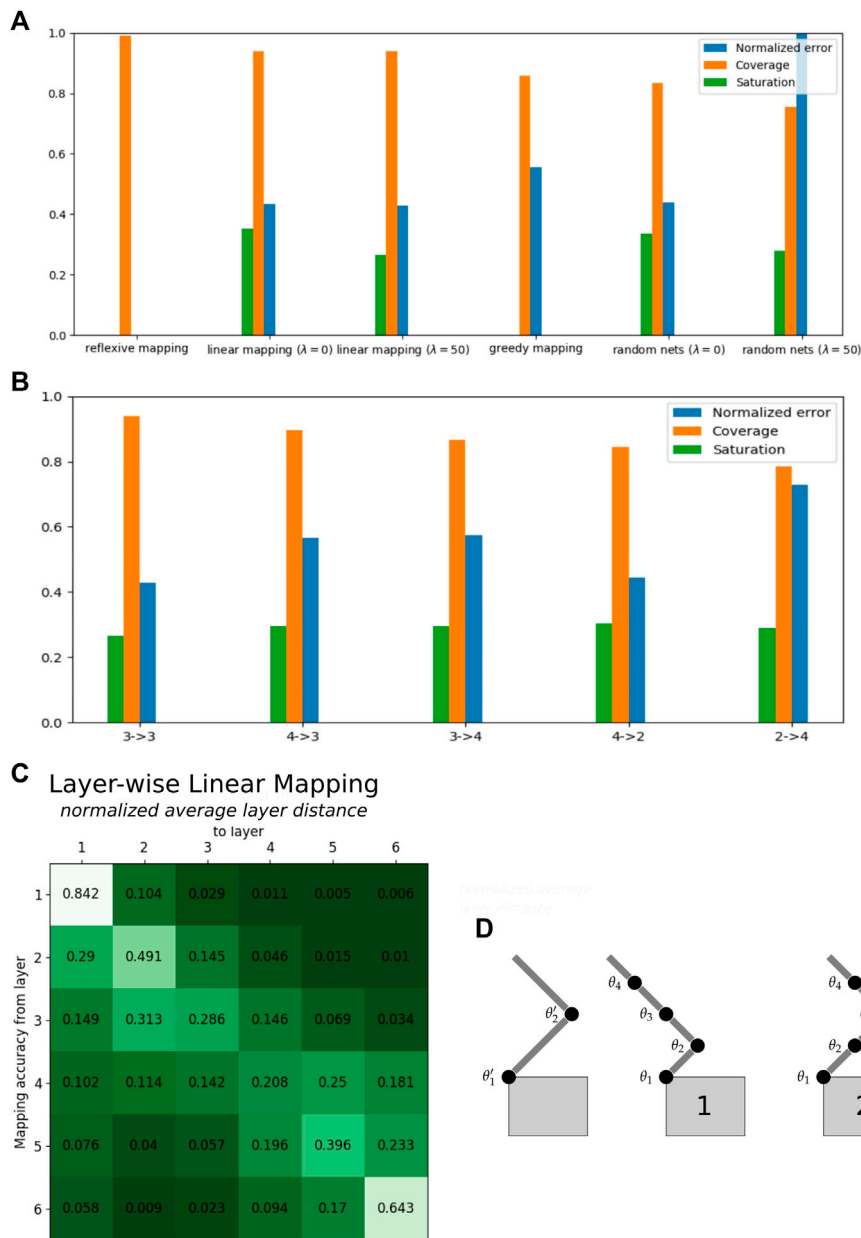 A
1.0
0.8
0.6
0.4
0.2
0.0
Normalized error
Coverage
Saturation
reflexive mapping
linear mapping (λ = 0)
linear mapping (λ = 50)
greedy mapping
random nets (λ = 0)
random nets (λ = 50)
B
1.0
0.8
0.6
0.4
0.2
0.0
Normalized error
Coverage
Saturation
3->3
4->3
3->4
4->2
2->4
C
Layer-wise Linear Mapping
normalized average layer distance
to layer
1 2 3 4 5 6
Mapping accuracy from layer
1 0.842 0.104 0.029 0.011 0.005 0.006
2 0.29 0.491 0.145 0.046 0.015 0.01
3 0.149 0.313 0.286 0.146 0.069 0.034
4 0.102 0.114 0.142 0.208 0.25 0.181
5 0.076 0.04 0.057 0.196 0.396 0.233
6 0.058 0.009 0.023 0.094 0.17 0.643
normalized average
layer distance
D
θ′2
θ′1
θ4
θ3
θ2
θ1
1
θ4
θ2
θ1
2